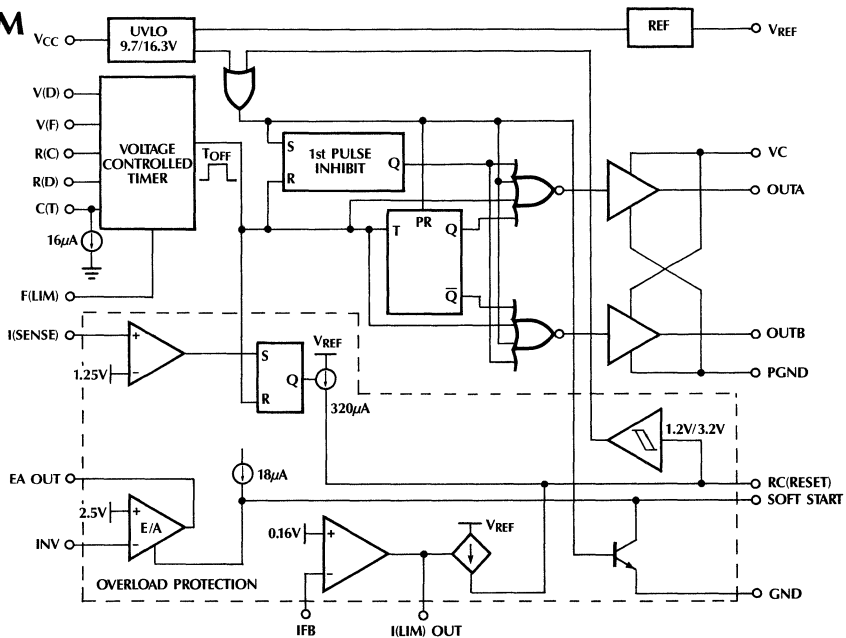 M
VCC
UVLO
9.7/16.3V
REF
VREF
V(D)
V(F)
R(C)
R(D)
C(T)
VOLTAGE
CONTROLLED
TIMER
TOFF
16μA
F(LIM)
S
R
1st PULSE
INHIBIT
Q
PR
T
Q
Q̅
VC
OUTA
OUTB
PGND
I(SENSE)
+
1.25V
−
S
R
Q
VREF
320μA
1.2V/3.2V
RC(RESET)
SOFT START
EA OUT
18μA
2.5V
+
E/A
−
INV
OVERLOAD PROTECTION
0.16V
+
−
VREF
GND
IFB
I(LIM) OUT